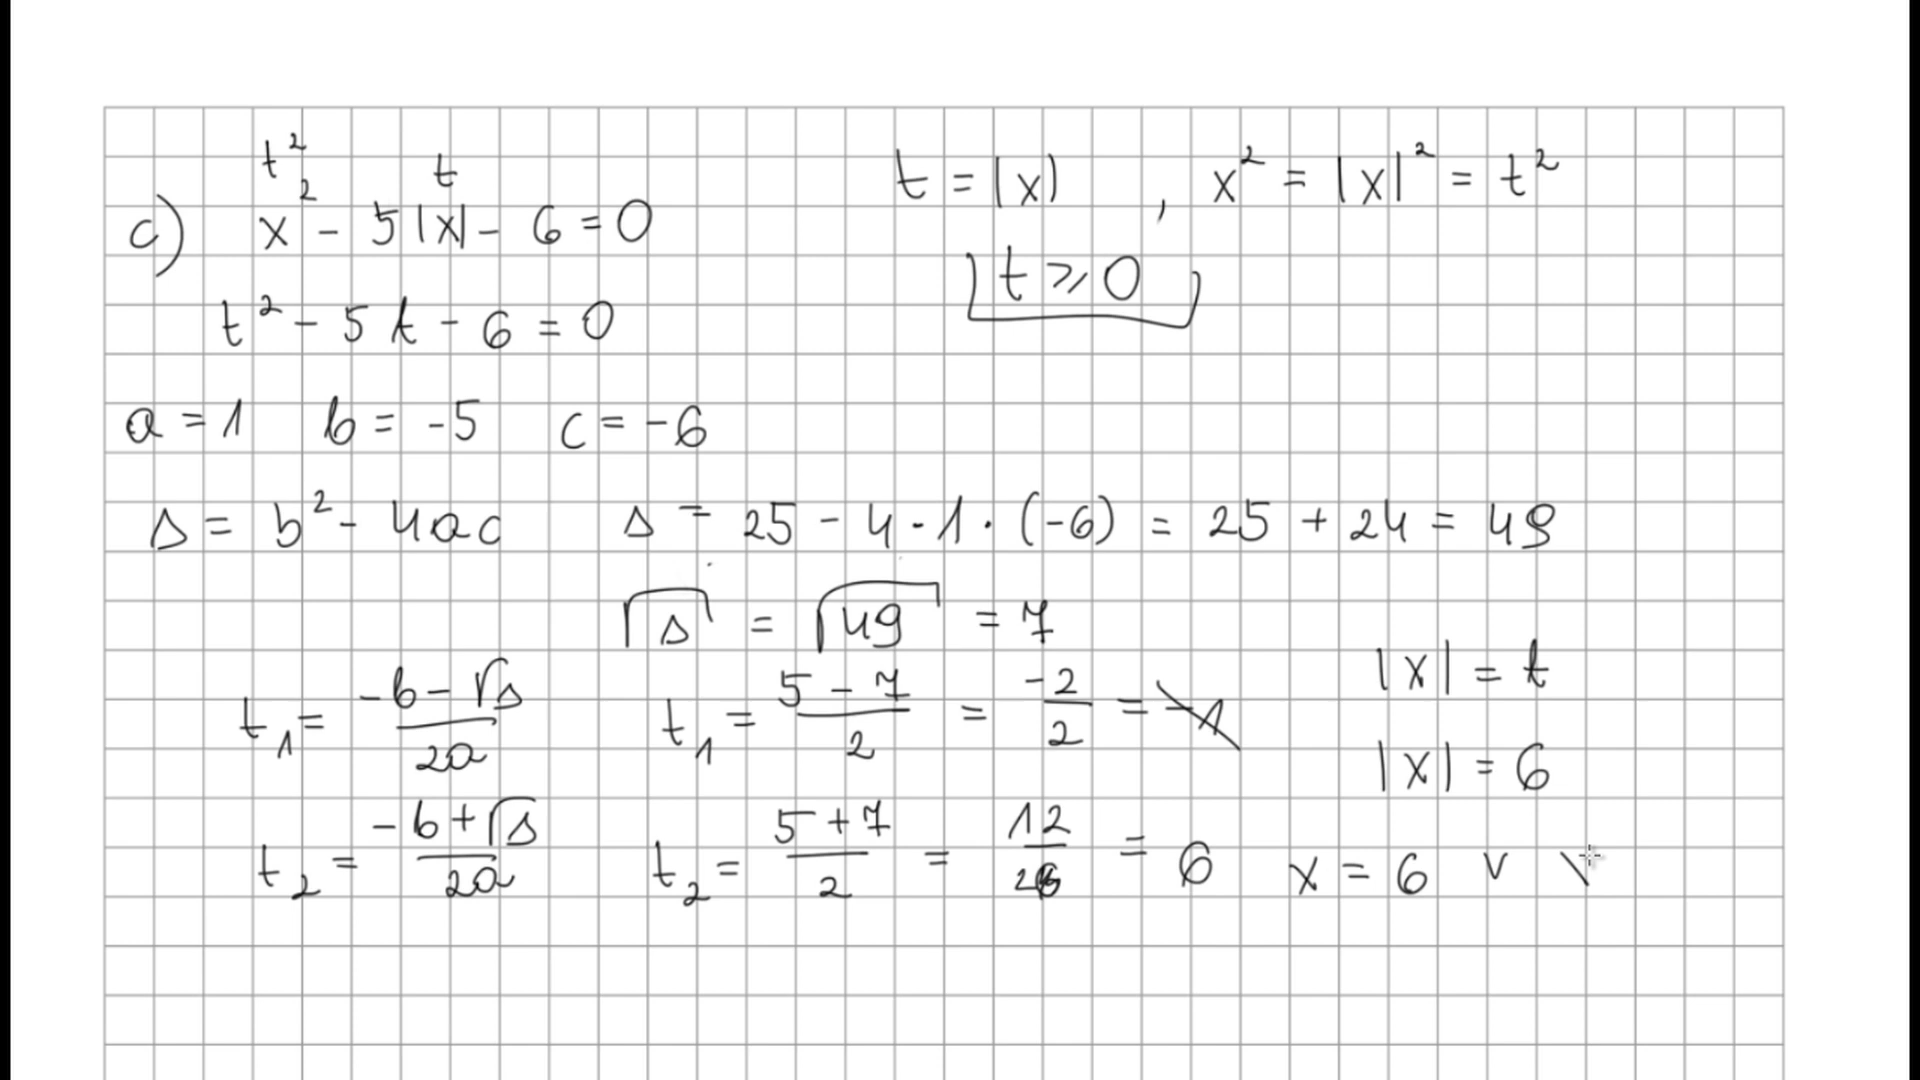 t² t
c) x² - 5|x| - 6 = 0
t = |x| , x² = |x|² = t²
t ⩾ 0
t² - 5t - 6 = 0
a = 1 b = -5 c = -6
Δ = b² - 4ac Δ = 25 - 4 · 1 · (-6) = 25 + 24 = 49
√Δ = √49 = 7
t₁ = (-b - √Δ)/2a t₁ = (5 - 7)/2 = -2/2 = -1
|x| = t
|x| = 6
t₂ = (-b + √Δ)/2a t₂ = (5 + 7)/2 = 12/2 = 6
x = 6 ∨